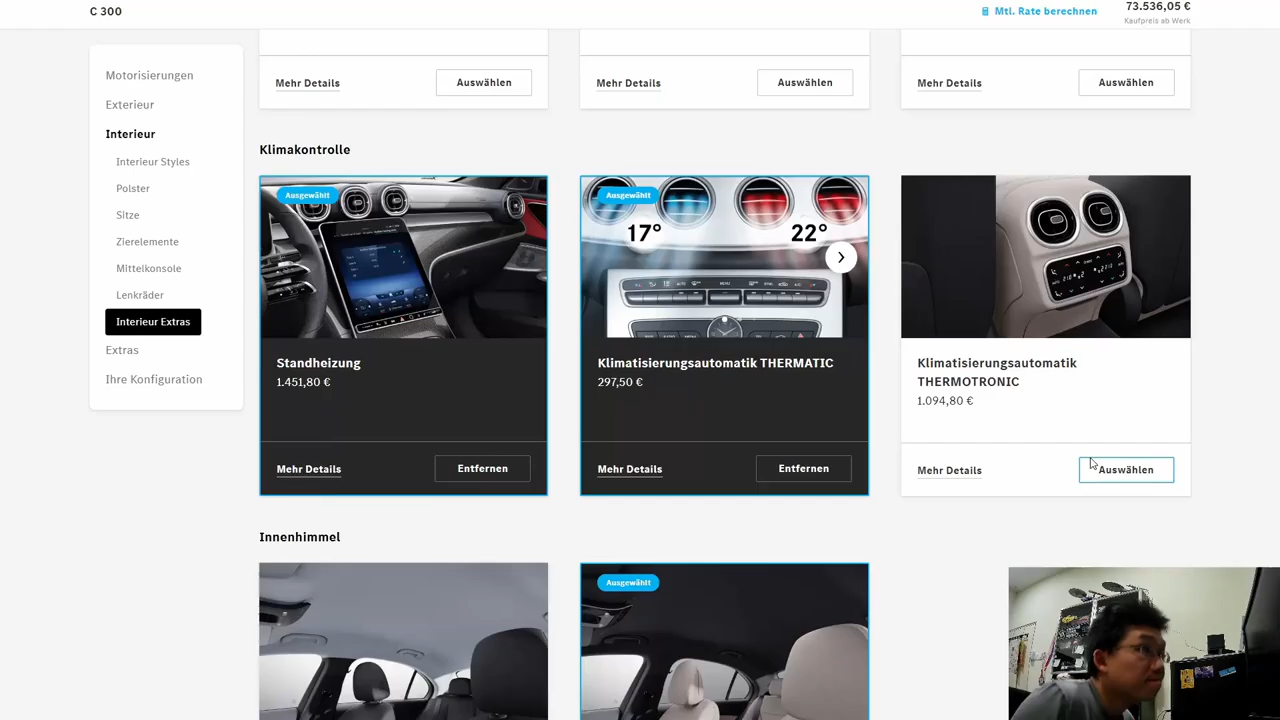 C 300
Mtl. Rate berechnen
73.536,05 €
Kaufpreis ab Werk
Motorisierungen
Exterieur
Interieur
Interieur Styles
Polster
Sitze
Zierelemente
Mittelkonsole
Lenkräder
Interieur Extras
Extras
Ihre Konfiguration
Mehr Details
Auswählen
Mehr Details
Auswählen
Mehr Details
Auswählen
Klimakontrolle
Ausgewählt
Standheizung
1.451,80 €
Mehr Details
Entfernen
Ausgewählt
17°
22°
Klimatisierungsautomatik THERMATIC
297,50 €
Mehr Details
Entfernen
Klimatisierungsautomatik
THERMOTRONIC
1.094,80 €
Mehr Details
Auswählen
Innenhimmel
Ausgewählt